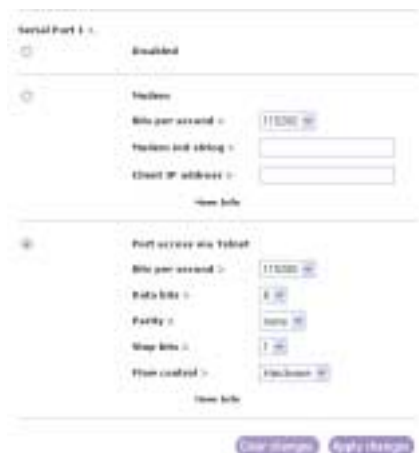 Serial Port 1 :
Disabled
Modem
Bits per second : 115200
Modem init string :
Client IP address :
More Info
Port access via Telnet
Bits per second : 115200
Data bits : 8
Parity : none
Stop bits : 1
Flow control : Hardware
More Info
Clear changes Apply changes